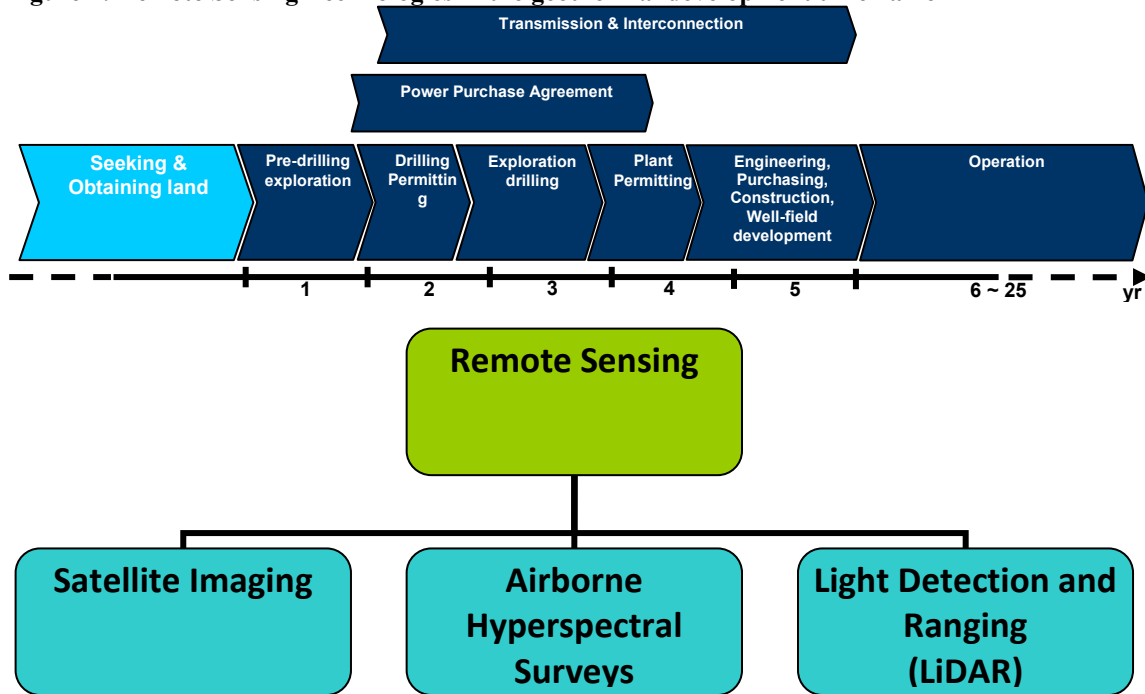 Transmission & Interconnection
Power Purchase Agreement
Seeking &
Obtaining land
Pre-drilling
exploration
Drilling
Permittin
g
Exploration
drilling
Plant
Permitting
Engineering,
Purchasing,
Construction,
Well-field
development
Operation
1
2
3
4
5
6 ~ 25
yr
Remote Sensing
Satellite Imaging
Airborne
Hyperspectral
Surveys
Light Detection and
Ranging
(LiDAR)